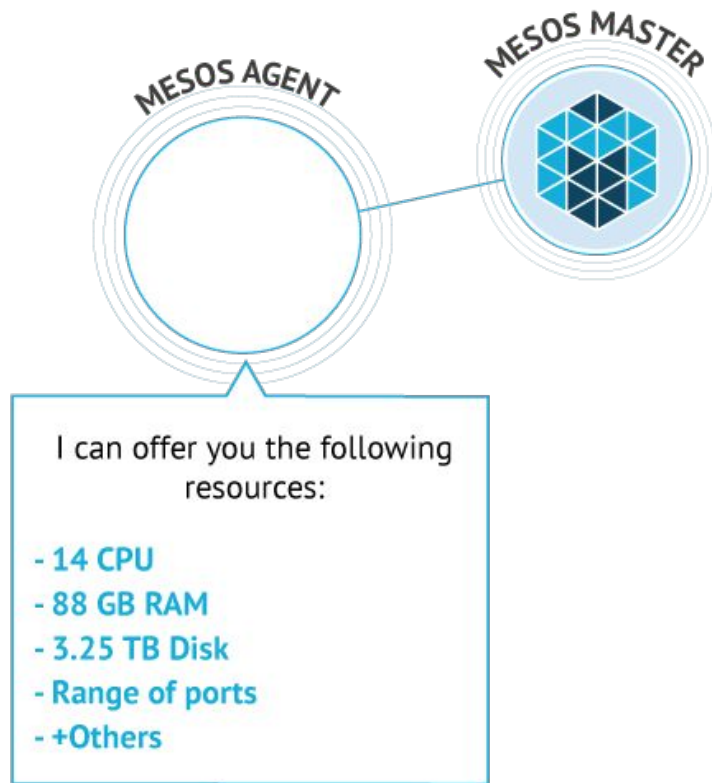 MESOS AGENT
MESOS MASTER
I can offer you the following
resources:
- 14 CPU
- 88 GB RAM
- 3.25 TB Disk
- Range of ports
- +Others